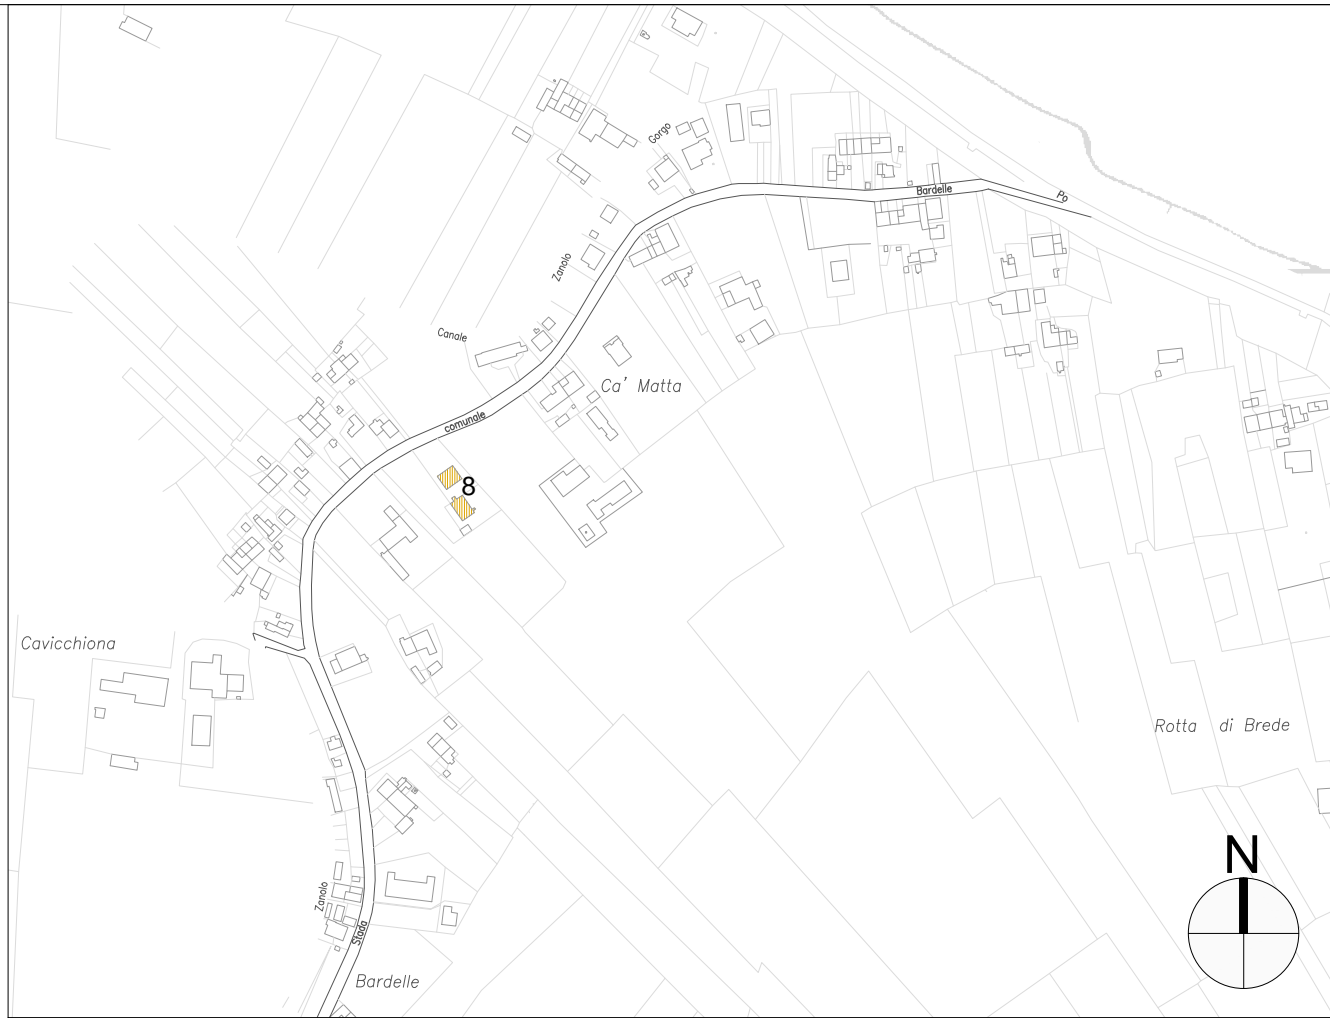 Gorgo
Bardelle
Po
Zanolo
Canale
Ca' Matta
comunale
8
Cavicchiona
Rotta di Brede
N
Zanolo
Stada
Bardelle